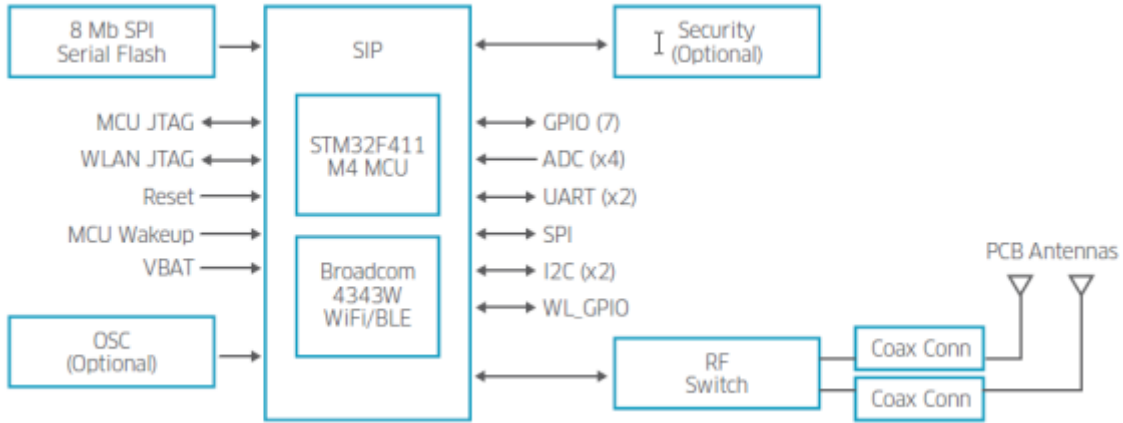 8 Mb SPI
Serial Flash
SIP
Security
(Optional)
MCU JTAG
WLAN JTAG
Reset
MCU Wakeup
VBAT
STM32F411
M4 MCU
GPIO (7)
ADC (x4)
UART (x2)
SPI
I2C (x2)
WL_GPIO
Broadcom
4343W
WiFi/BLE
PCB Antennas
OSC
(Optional)
RF
Switch
Coax Conn
Coax Conn